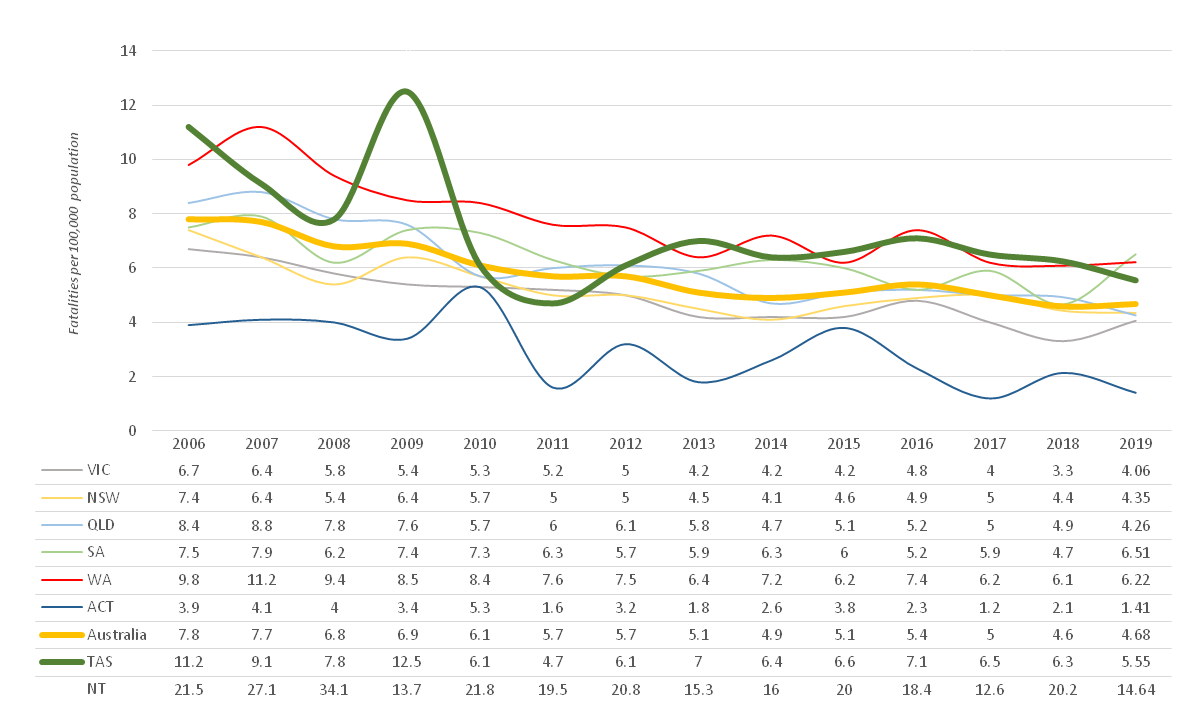 14
12
10
8
6
4
2
0
Fatalities per 100,000 population
2006 2007 2008 2009 2010 2011 2012 2013 2014 2015 2016 2017 2018 2019
VIC 6.7 6.4 5.8 5.4 5.3 5.2 5 4.2 4.2 4.2 4.8 4 3.3 4.06
NSW 7.4 6.4 5.4 6.4 5.7 5 5 4.5 4.1 4.6 4.9 5 4.4 4.35
QLD 8.4 8.8 7.8 7.6 5.7 6 6.1 5.8 4.7 5.1 5.2 5 4.9 4.26
SA 7.5 7.9 6.2 7.4 7.3 6.3 5.7 5.9 6.3 6 5.2 5.9 4.7 6.51
WA 9.8 11.2 9.4 8.5 8.4 7.6 7.5 6.4 7.2 6.2 7.4 6.2 6.1 6.22
ACT 3.9 4.1 4 3.4 5.3 1.6 3.2 1.8 2.6 3.8 2.3 1.2 2.1 1.41
Australia 7.8 7.7 6.8 6.9 6.1 5.7 5.7 5.1 4.9 5.1 5.4 5 4.6 4.68
TAS 11.2 9.1 7.8 12.5 6.1 4.7 6.1 7 6.4 6.6 7.1 6.5 6.3 5.55
NT 21.5 27.1 34.1 13.7 21.8 19.5 20.8 15.3 16 20 18.4 12.6 20.2 14.64